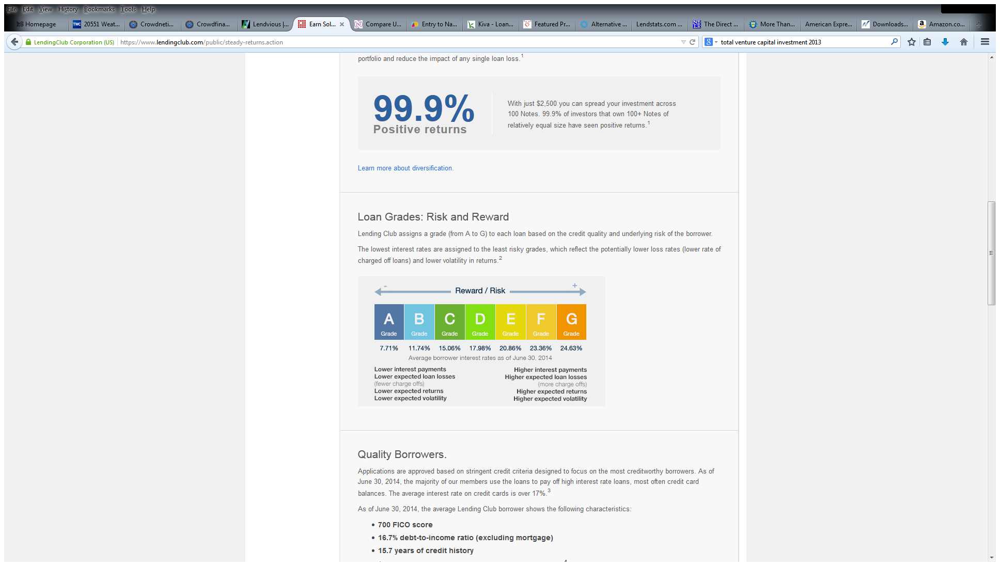 File Edit View History Bookmarks Tools Help
ItB Homepage
20551 Weat...
Crowdneti...
Crowdfina...
Lendvious |...
Earn Sol...
Compare U...
Entry to Na...
Kiva - Loan...
Featured Pr...
Alternative ...
Lendstats.com ...
The Direct ...
More Than...
American Expre...
Downloads...
Amazon.co...
LendingClub Corporation (US) https://www.lendingclub.com/public/steady-returns.action
total venture capital investment 2013
portfolio and reduce the impact of any single loan loss.1
99.9%
Positive returns
With just $2,500 you can spread your investment across
100 Notes. 99.9% of investors that own 100+ Notes of
relatively equal size have seen positive returns.1
Learn more about diversification.
Loan Grades: Risk and Reward
Lending Club assigns a grade (from A to G) to each loan based on the credit quality and underlying risk of the borrower.
The lowest interest rates are assigned to the least risky grades, which reflect the potentially lower loss rates (lower rate of
charged off loans) and lower volatility in returns.2
- Reward / Risk +
A B C D E F G
Grade Grade Grade Grade Grade Grade Grade
7.71% 11.74% 15.06% 17.98% 20.86% 23.36% 24.63%
Average borrower interest rates as of June 30, 2014
Lower interest payments
Lower expected loan losses
(fewer charge offs)
Lower expected returns
Lower expected volatility
Higher interest payments
Higher expected loan losses
(more charge offs)
Higher expected returns
Higher expected volatility
Quality Borrowers.
Applications are approved based on stringent credit criteria designed to focus on the most creditworthy borrowers. As of
June 30, 2014, the majority of our members use the loans to pay off high interest rate loans, most often credit card
balances. The average interest rate on credit cards is over 17%.3
As of June 30, 2014, the average Lending Club borrower shows the following characteristics:
• 700 FICO score
• 16.7% debt-to-income ratio (excluding mortgage)
• 15.7 years of credit history